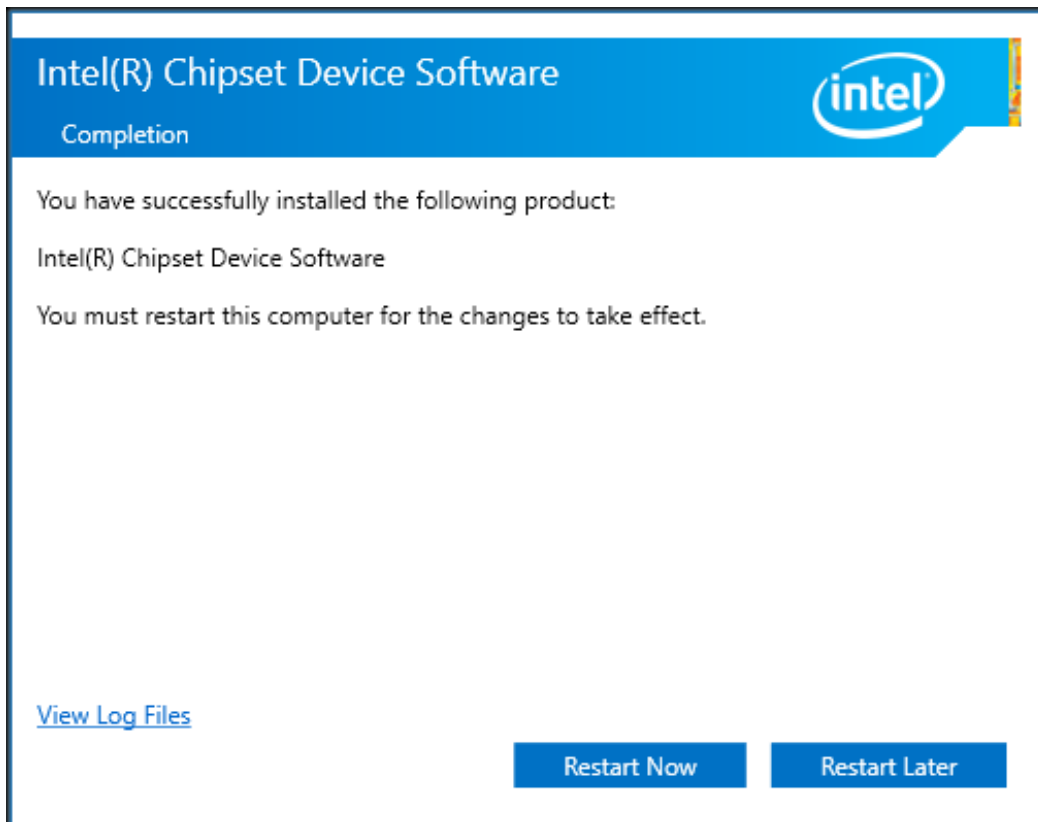 Intel(R) Chipset Device Software
intel
Completion
You have successfully installed the following product:
Intel(R) Chipset Device Software
You must restart this computer for the changes to take effect.
View Log Files
Restart Now
Restart Later